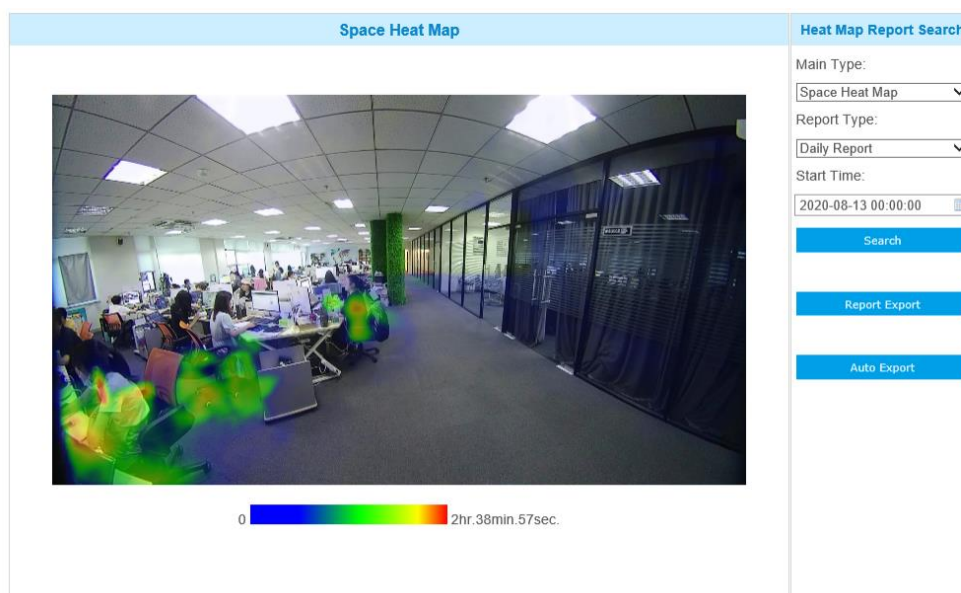 Space Heat Map
0
2hr.38min.57sec.
Heat Map Report Search
Main Type:
Space Heat Map
Report Type:
Daily Report
Start Time:
2020-08-13 00:00:00
Search
Report Export
Auto Export